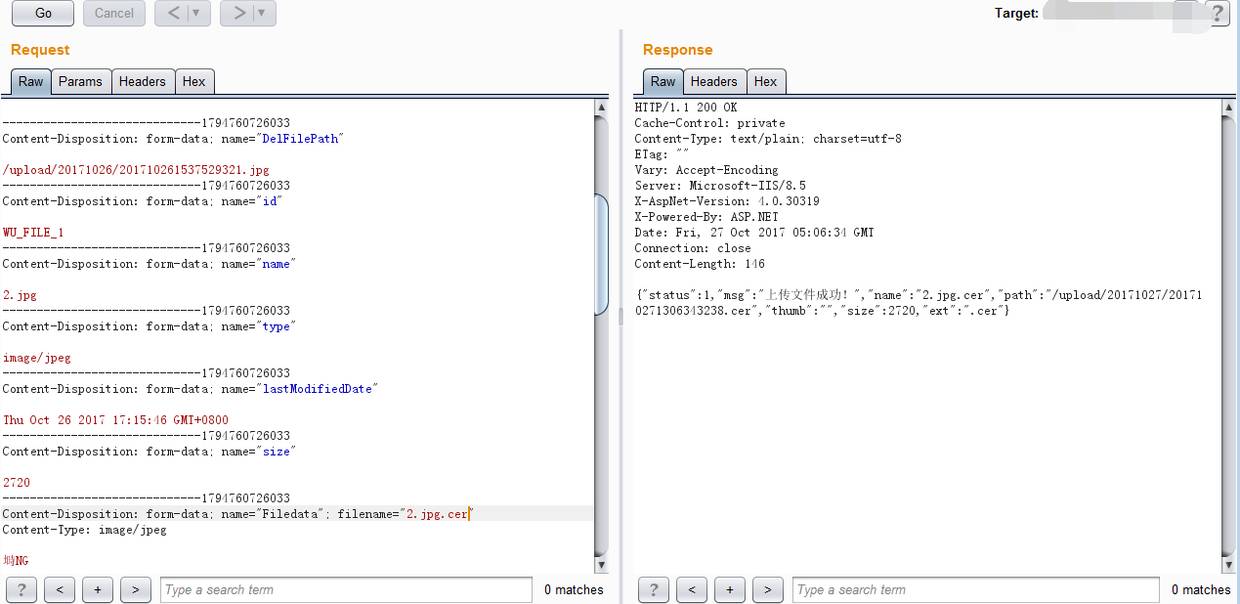 Go
Cancel
<
>
Target:
?
Request
Raw
Params
Headers
Hex
-----------------------------1794760726033
Content-Disposition: form-data; name="DelFilePath"
/upload/20171026/201710261537529321.jpg
-----------------------------1794760726033
Content-Disposition: form-data; name="id"
WU_FILE_1
-----------------------------1794760726033
Content-Disposition: form-data; name="name"
2.jpg
-----------------------------1794760726033
Content-Disposition: form-data; name="type"
image/jpeg
-----------------------------1794760726033
Content-Disposition: form-data; name="lastModifiedDate"
Thu Oct 26 2017 17:15:46 GMT+0800
-----------------------------1794760726033
Content-Disposition: form-data; name="size"
2720
-----------------------------1794760726033
Content-Disposition: form-data; name="Filedata"; filename="2.jpg.cer"
Content-Type: image/jpeg
NG
?
<
+
>
Type a search term
0 matches
Response
Raw
Headers
Hex
HTTP/1.1 200 OK
Cache-Control: private
Content-Type: text/plain; charset=utf-8
ETag: ""
Vary: Accept-Encoding
Server: Microsoft-IIS/8.5
X-AspNet-Version: 4.0.30319
X-Powered-By: ASP.NET
Date: Fri, 27 Oct 2017 05:06:34 GMT
Connection: close
Content-Length: 146
{"status":1,"msg":"上传文件成功！","name":"2.jpg.cer","path":"/upload/20171027/20171
0271306343238.cer","thumb":"","size":2720,"ext":".cer"}
?
<
+
>
Type a search term
0 matches